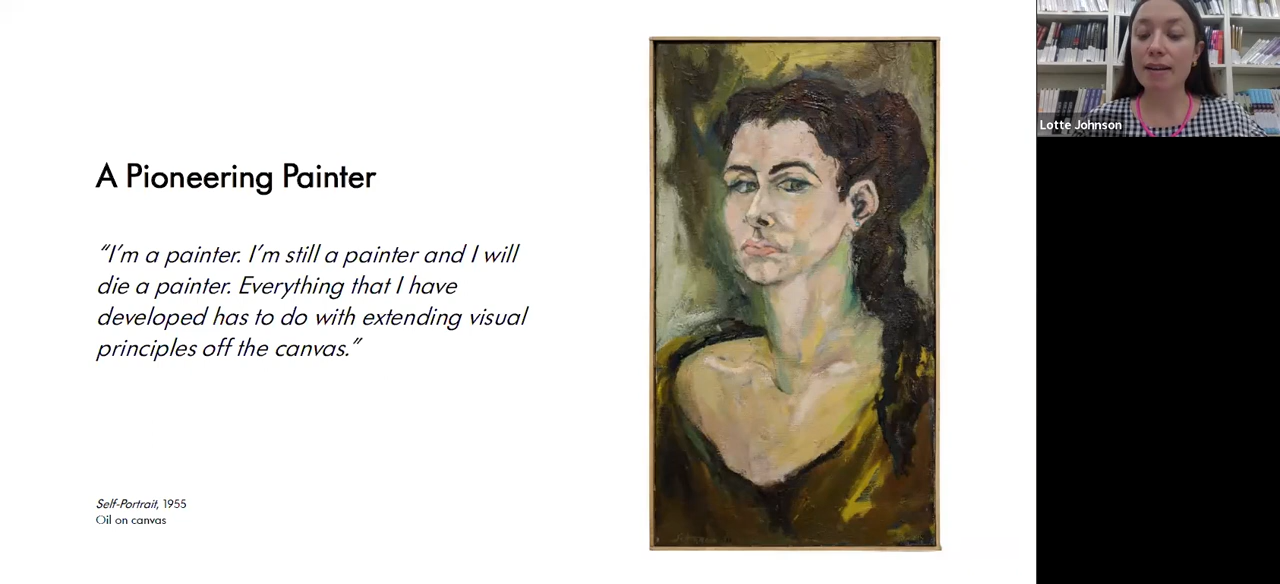 A Pioneering Painter
“I’m a painter. I’m still a painter and I will
die a painter. Everything that I have
developed has to do with extending visual
principles off the canvas.”
Self-Portrait, 1955
Oil on canvas
Lotte Johnson